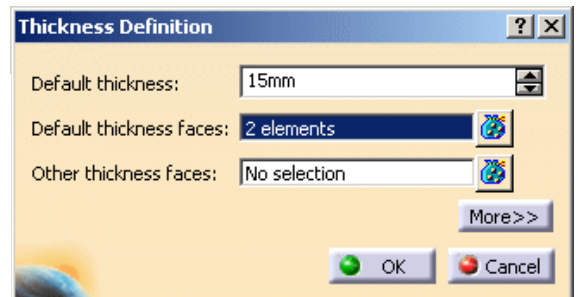 Thickness Definition
Default thickness: 15mm
Default thickness faces: 2 elements
Other thickness faces: No selection
More>>
OK Cancel